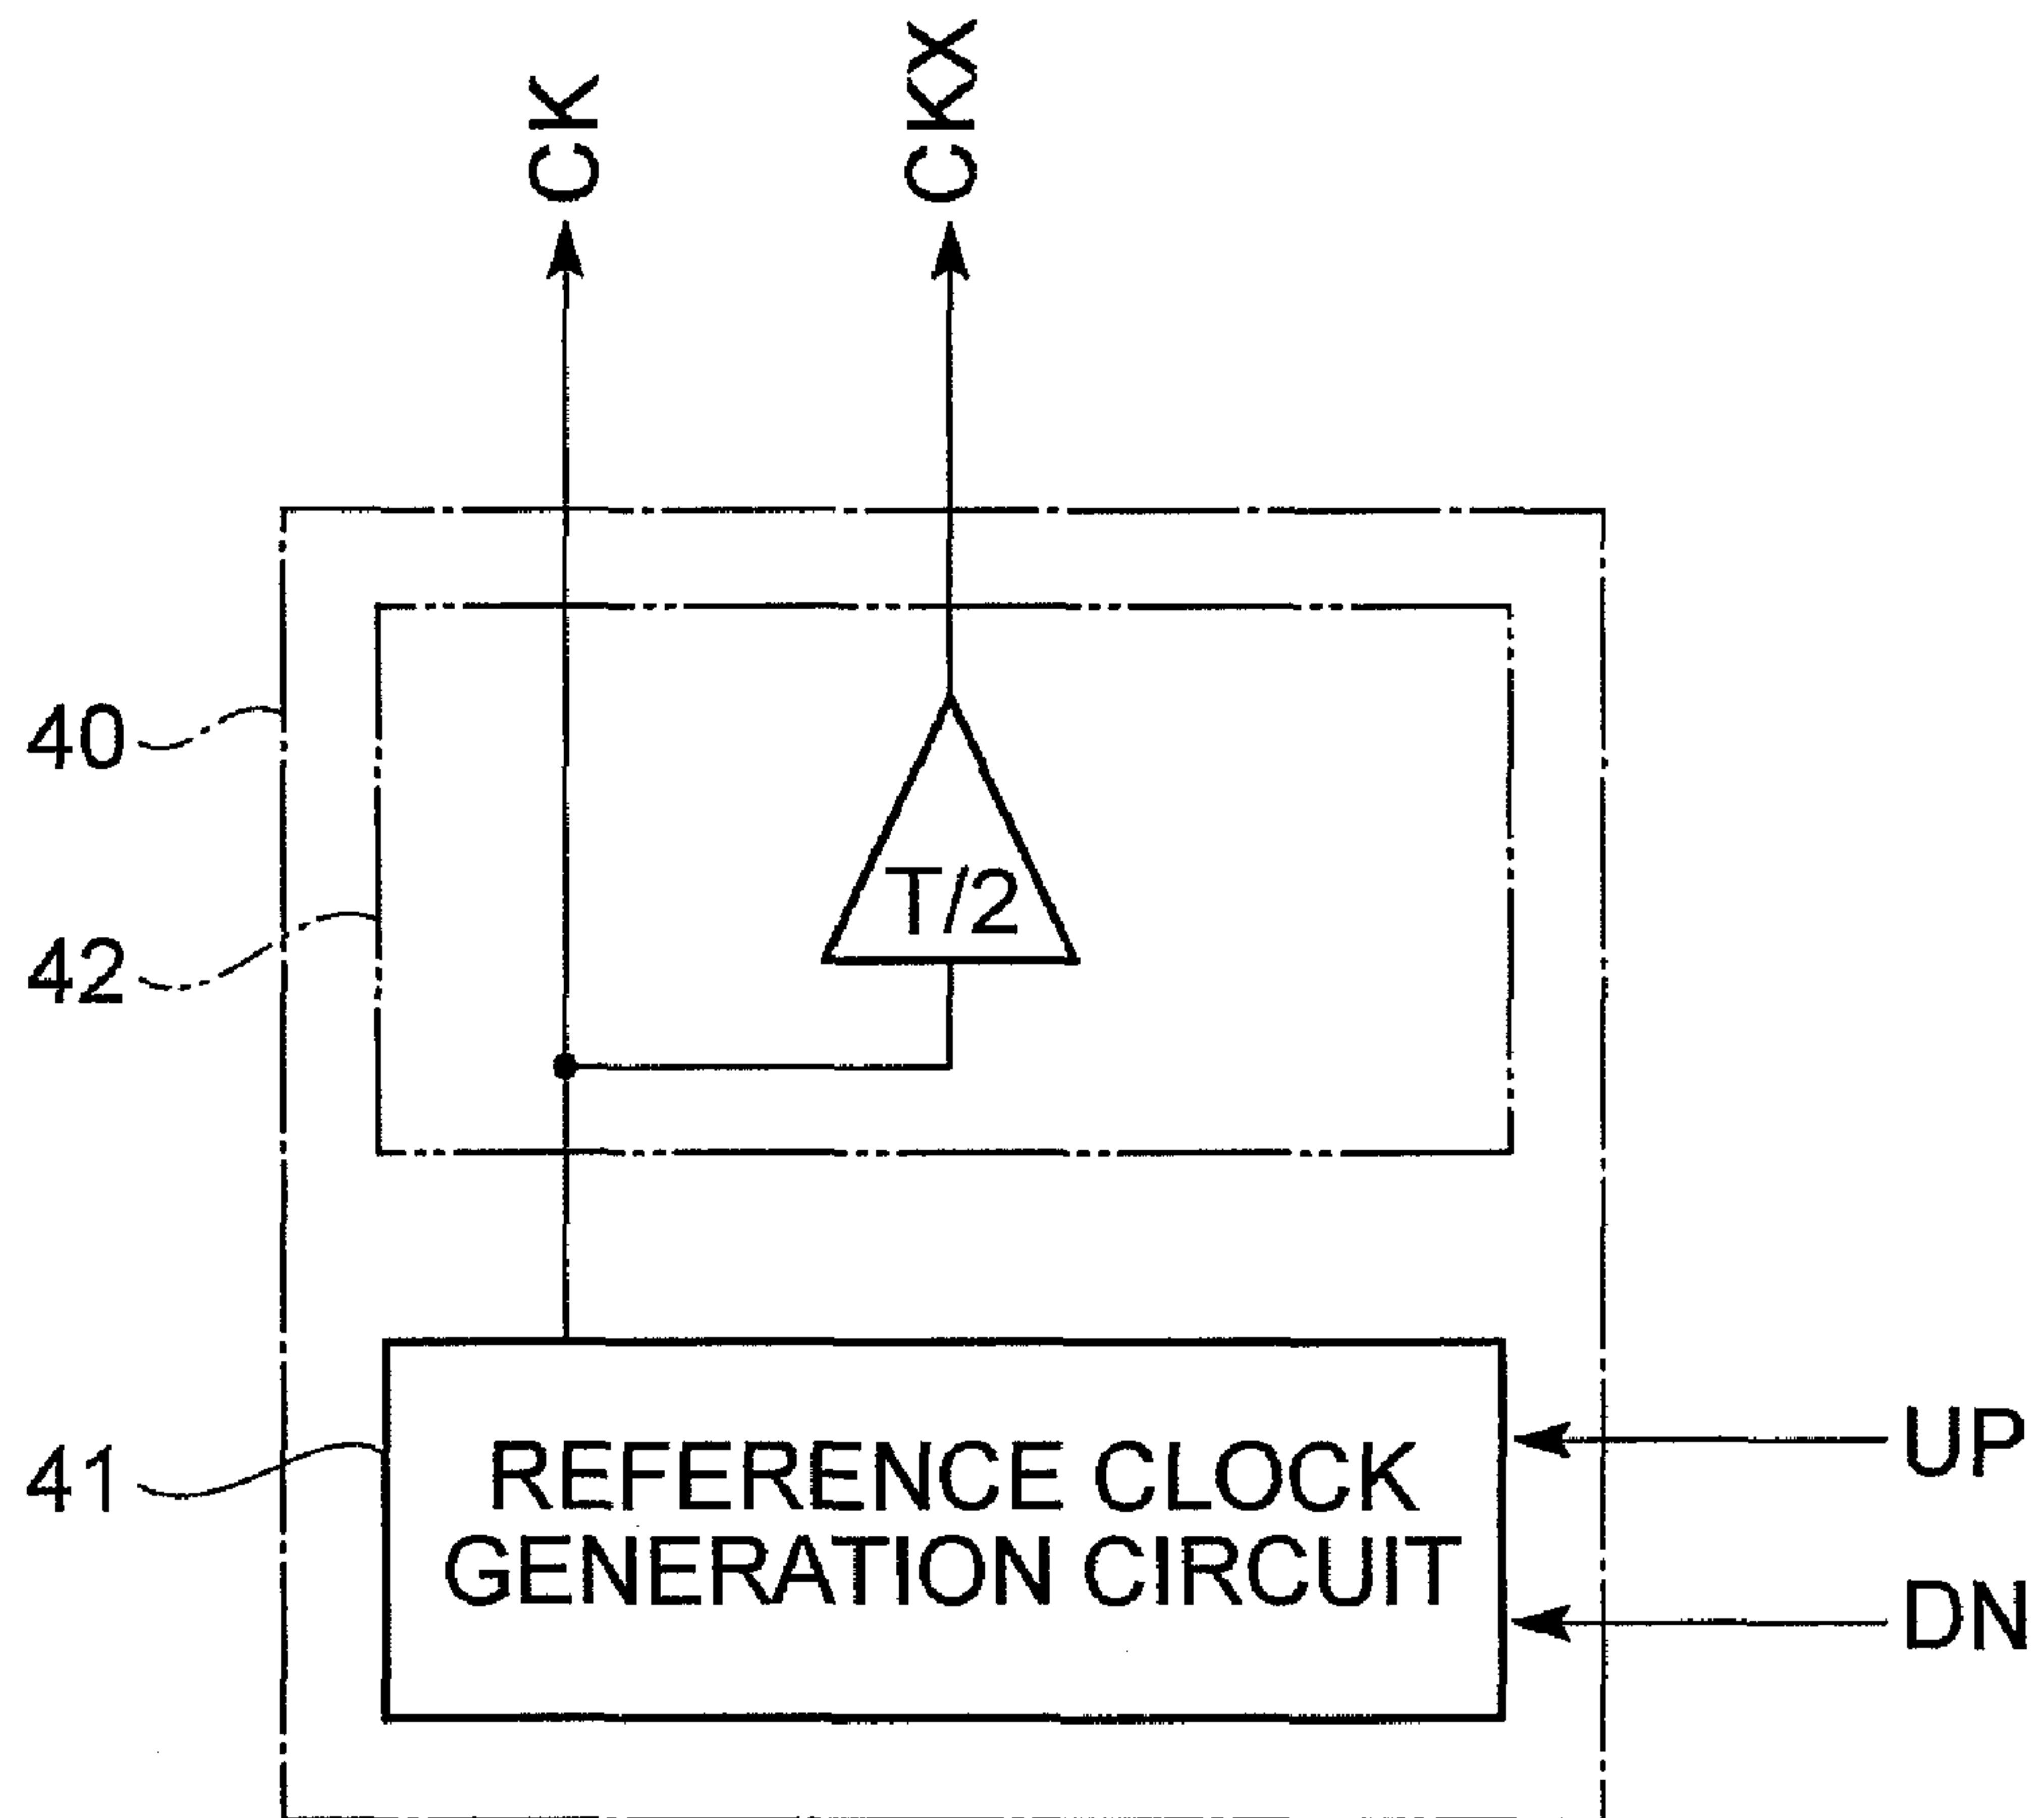 CK
CKX
40
T/2
42
41
REFERENCE CLOCK
GENERATION CIRCUIT
UP
DN